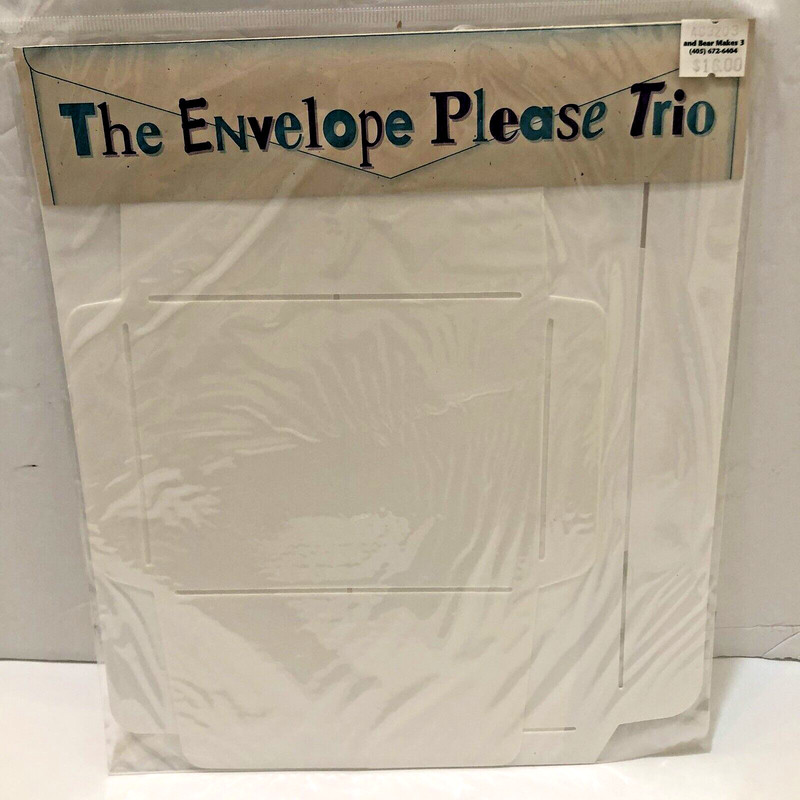 The Envelope Please Trio
and Bear Makes 3
(405) 672-6404
$16.00